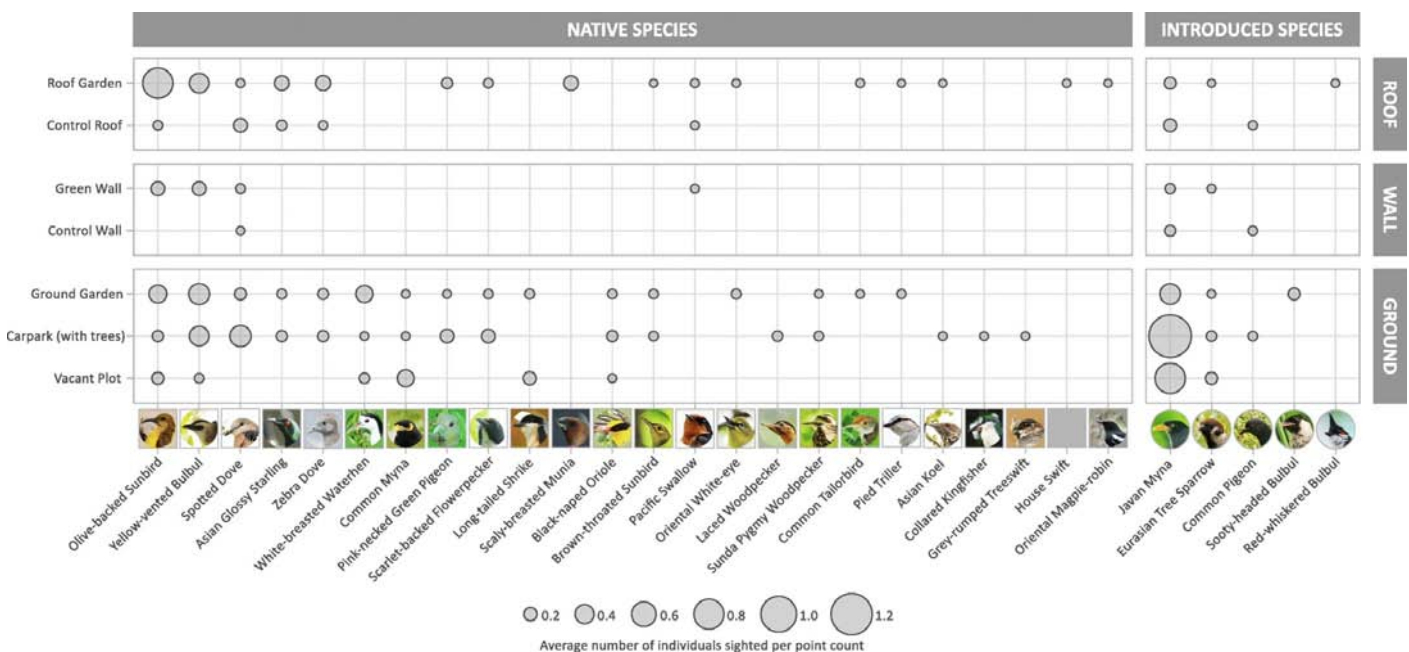 NATIVE SPECIES
INTRODUCED SPECIES
Roof Garden
Control Roof
ROOF
Green Wall
Control Wall
WALL
Ground Garden
Carpark (with trees)
Vacant Plot
GROUND
Olive-backed Sunbird
Yellow-vented Bulbul
Spotted Dove
Asian Glossy Starling
Zebra Dove
White-breasted Waterhen
Common Myna
Pink-necked Green Pigeon
Scarlet-backed Flowerpecker
Long-tailed Shrike
Scaly-breasted Munia
Black-naped Oriole
Brown-throated Sunbird
Pacific Swallow
Oriental White-eye
Laced Woodpecker
Sunda Pygmy Woodpecker
Common Tailorbird
Pied Triller
Asian Koel
Collared Kingfisher
Grey-rumped Treeswift
House Swift
Oriental Magpie-robin
Javan Myna
Eurasian Tree Sparrow
Common Pigeon
Sooty-headed Bulbul
Red-whiskered Bulbul
0.2 0.4 0.6 0.8 1.0 1.2
Average number of individuals sighted per point count